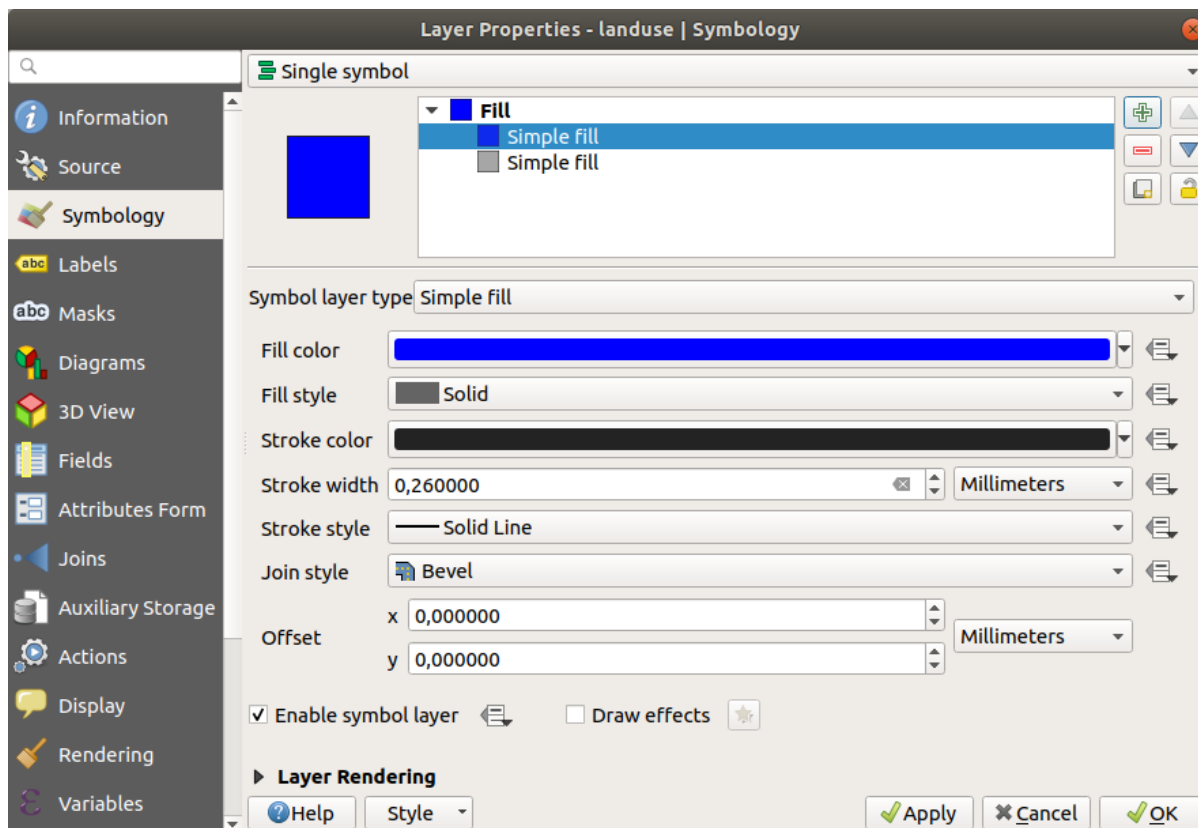 Layer Properties - landuse | Symbology
Single symbol
Information
Source
Symbology
abc Labels
abc Masks
Diagrams
3D View
Fields
Attributes Form
Joins
Auxiliary Storage
Actions
Display
Rendering
Variables
Fill
Simple fill
Simple fill
Symbol layer type Simple fill
Fill color
Fill style Solid
Stroke color
Stroke width 0,260000 Millimeters
Stroke style Solid Line
Join style Bevel
Offset x 0,000000 Millimeters
y 0,000000
Enable symbol layer Draw effects
Layer Rendering
Help Style Apply Cancel OK